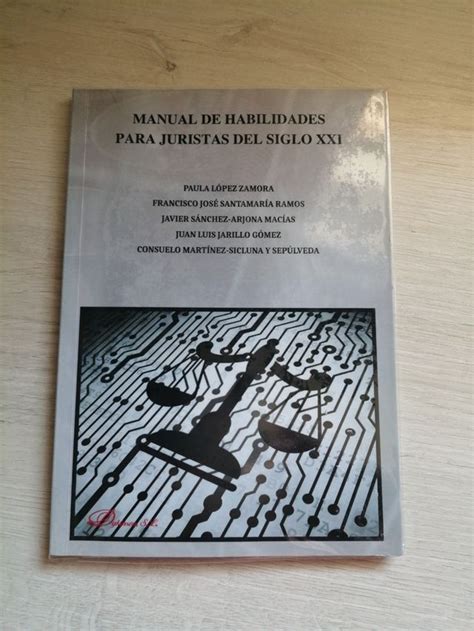 MANUAL DE HABILIDADES
PARA JURISTAS DEL SIGLO XXI
PAULA LÓPEZ ZAMORA
FRANCISCO JOSÉ SANTAMARÍA RAMOS
JAVIER SÁNCHEZ-ARJONA MACÍAS
JUAN LUIS JARILLO GÓMEZ
CONSUELO MARTÍNEZ-SICLUNA Y SEPÚLVEDA
Dykinson, S.L.